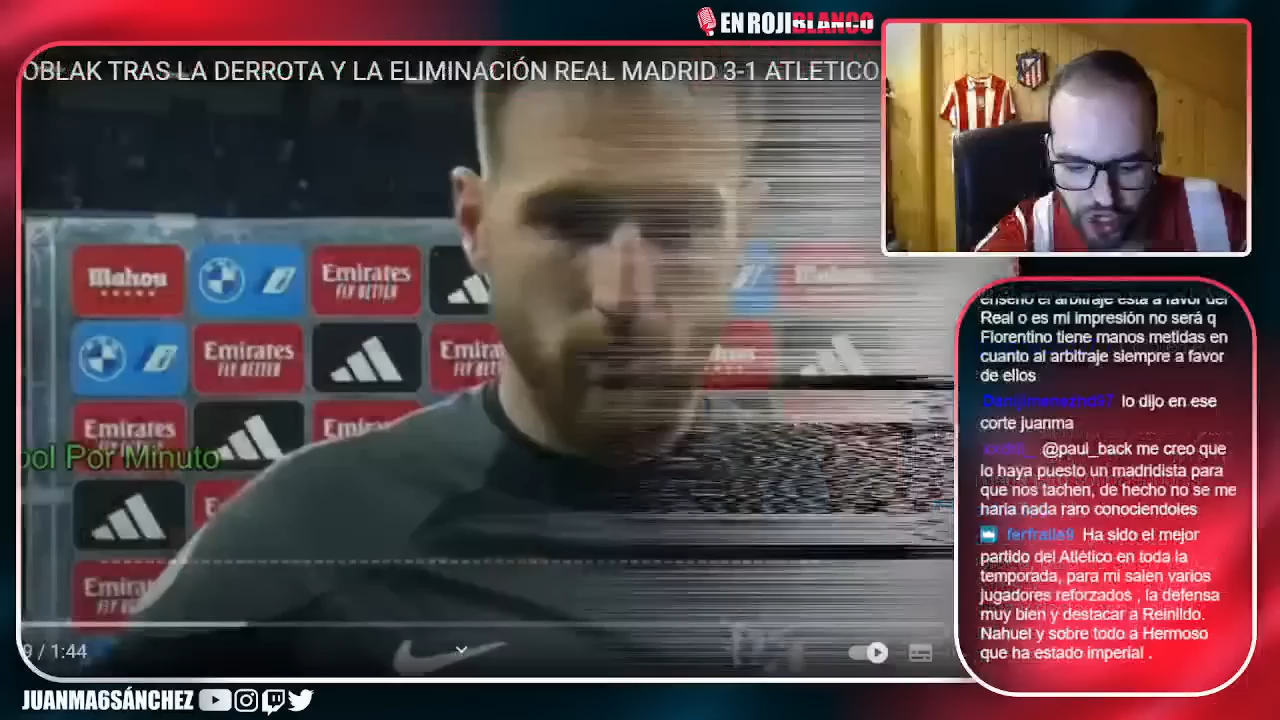 EN ROJIBLANCO
OBLAK TRAS LA DERROTA Y LA ELIMINACIÓN REAL MADRID 3-1 ATLETICO
Mahou
Emirates
FLY BETTER
Emirates
FLY BETTER
Emirates
Emirates
FLY BETTER
ool Por Minuto
9 / 1:44
enseño el arbitraje esta a favor del
Real o es mi impresión no será q
Florentino tiene manos metidas en
cuanto al arbitraje siempre a favor
de ellos
lo dijo en ese
corte juanma
@paul_back me creo que
lo haya puesto un madridista para
que nos tachen, de hecho no se me
haria nada raro conociendoles
ferfraile9 Ha sido el mejor
partido del Atlético en toda la
temporada, para mi salen varios
jugadores reforzados , la defensa
muy bien y destacar a Reinildo.
Nahuel y sobre todo a Hermoso
que ha estado imperial .
JUANMA6SÁNCHEZ